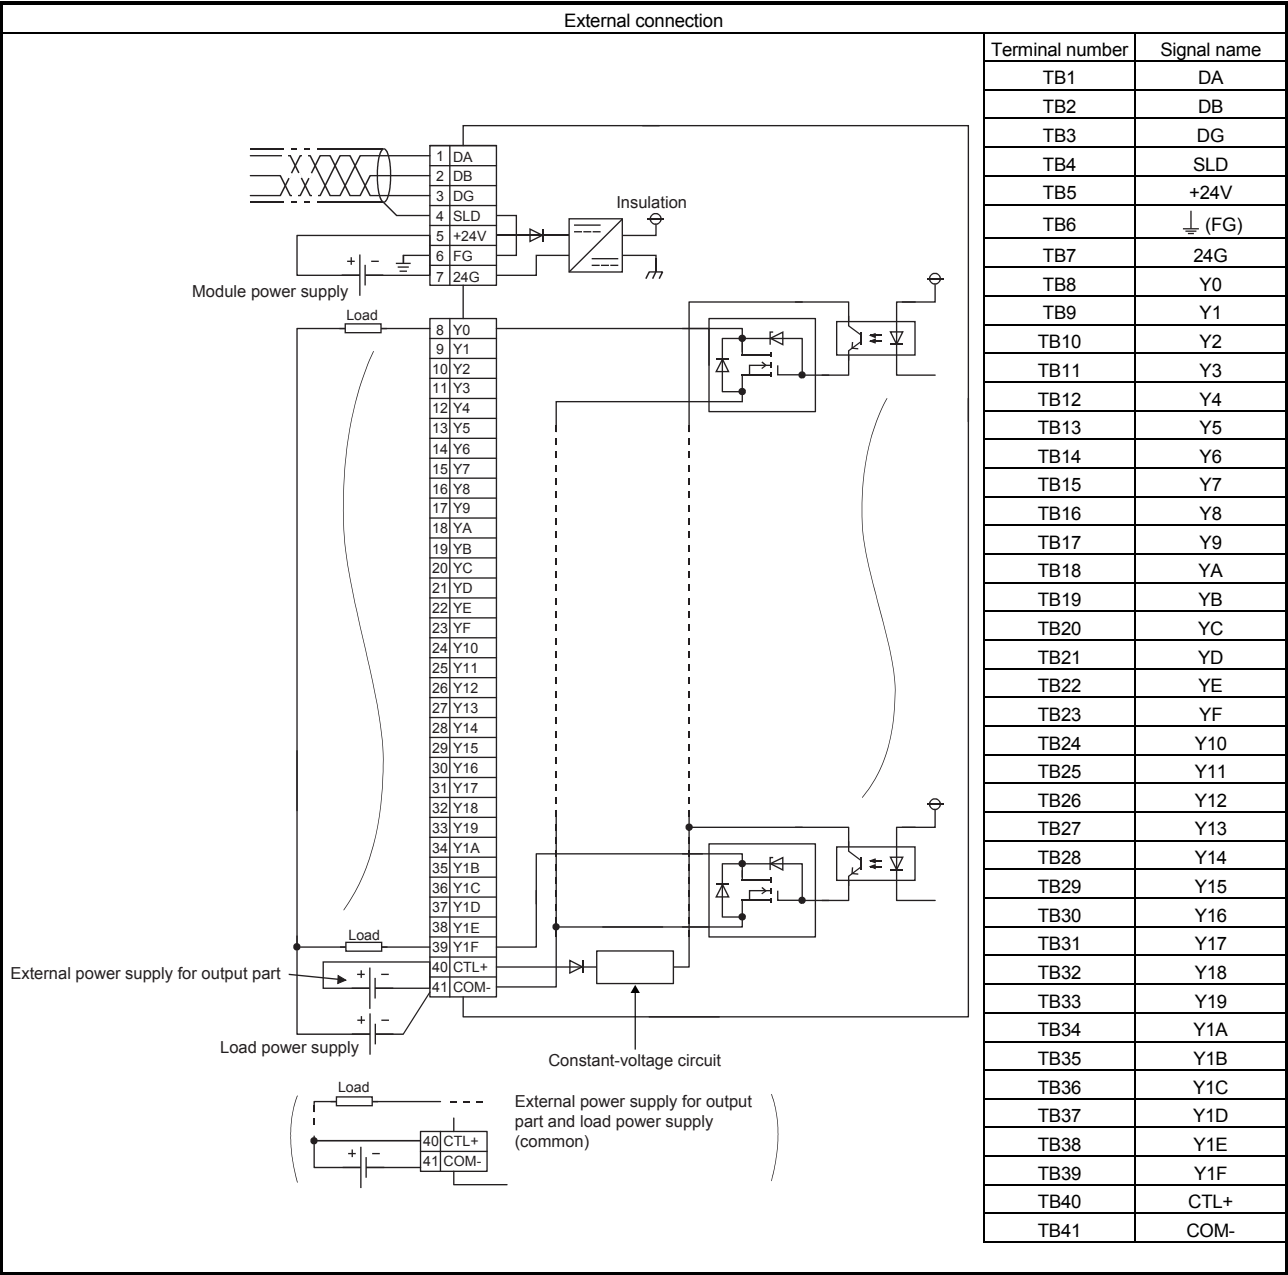 External connection
Terminal number Signal name
TB1 DA
TB2 DB
TB3 DG
TB4 SLD
TB5 +24V
TB6 ⏚ (FG)
TB7 24G
TB8 Y0
TB9 Y1
TB10 Y2
TB11 Y3
TB12 Y4
TB13 Y5
TB14 Y6
TB15 Y7
TB16 Y8
TB17 Y9
TB18 YA
TB19 YB
TB20 YC
TB21 YD
TB22 YE
TB23 YF
TB24 Y10
TB25 Y11
TB26 Y12
TB27 Y13
TB28 Y14
TB29 Y15
TB30 Y16
TB31 Y17
TB32 Y18
TB33 Y19
TB34 Y1A
TB35 Y1B
TB36 Y1C
TB37 Y1D
TB38 Y1E
TB39 Y1F
TB40 CTL+
TB41 COM-
1 DA
2 DB
3 DG
4 SLD
5 +24V
6 FG
7 24G
Insulation
+ –
Module power supply
Load
8 Y0
9 Y1
10 Y2
11 Y3
12 Y4
13 Y5
14 Y6
15 Y7
16 Y8
17 Y9
18 YA
19 YB
20 YC
21 YD
22 YE
23 YF
24 Y10
25 Y11
26 Y12
27 Y13
28 Y14
29 Y15
30 Y16
31 Y17
32 Y18
33 Y19
34 Y1A
35 Y1B
36 Y1C
37 Y1D
38 Y1E
39 Y1F
40 CTL+
41 COM-
Load
External power supply for output part
+ –
+ –
Load power supply
Constant-voltage circuit
Load
40 CTL+
41 COM-
+ –
External power supply for output
part and load power supply
(common)